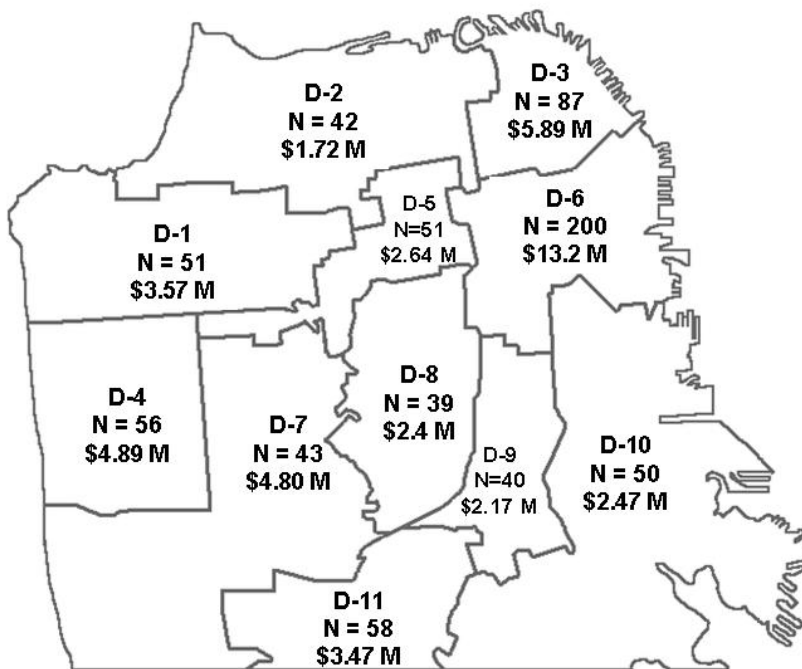 D-2
N = 42
$1.72 M
D-3
N = 87
$5.89 M
D-1
N = 51
$3.57 M
D-5
N=51
$2.64 M
D-6
N = 200
$13.2 M
D-4
N = 56
$4.89 M
D-7
N = 43
$4.80 M
D-8
N = 39
$2.4 M
D-9
N=40
$2.17 M
D-10
N = 50
$2.47 M
D-11
N = 58
$3.47 M